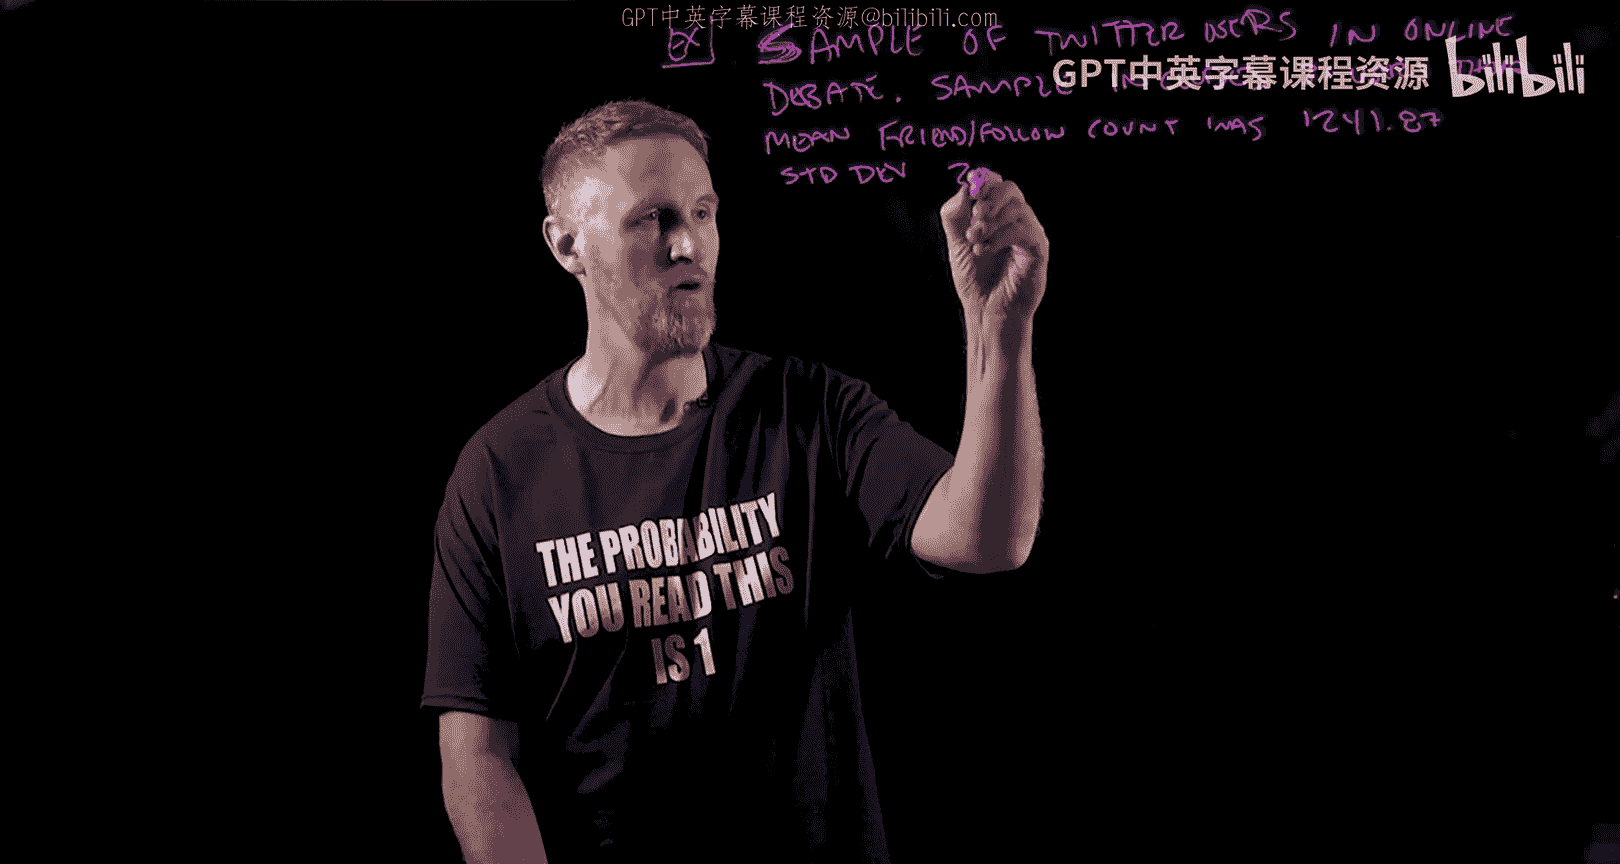 GPT中英字幕课程资源@bilibili.com
EX SAMPLE OF TWITTER USERS IN ONLINE
GPT中英字幕课程资源 bilibili
DEBATE. SAMPLE
MEAN FRIEND/FOLLOW COUNT WAS 1241.87
STD DEV
THE PROBABILITY
YOU READ THIS
IS 1